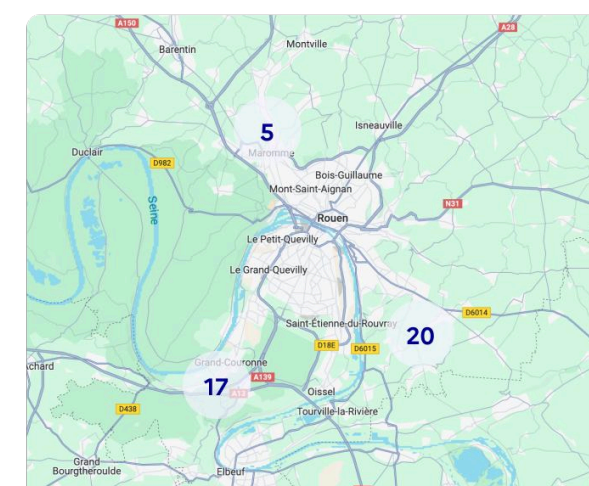 A150
A28
Barentin
Montville
5
Isneauville
Maromme
Duclair
D982
Bois-Guillaume
Mont-Saint-Aignan
Seine
N31
Rouen
Le Petit-Quevilly
Le Grand-Quevilly
D6014
Saint-Étienne-du-Rouvray
20
D18E
D6015
Grand-Couronne
chard
A139
17
A13
Oissel
D438
Tourville-la-Rivière
Grand
Bourgtheroulde
Elbeuf